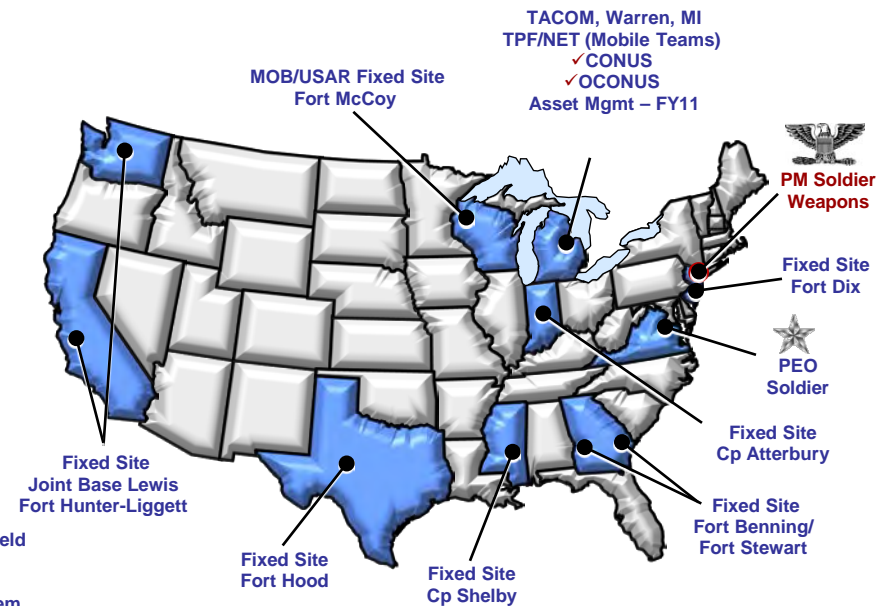 TACOM, Warren, MI
TPF/NET (Mobile Teams)
✓CONUS
✓OCONUS
Asset Mgmt – FY11
MOB/USAR Fixed Site
Fort McCoy
PM Soldier
Weapons
Fixed Site
Fort Dix
PEO
Soldier
Fixed Site
Cp Atterbury
Fixed Site
Joint Base Lewis
Fort Hunter-Liggett
Fixed Site
Fort Benning/
Fort Stewart
eld
Fixed Site
Fort Hood
Fixed Site
Cp Shelby
em